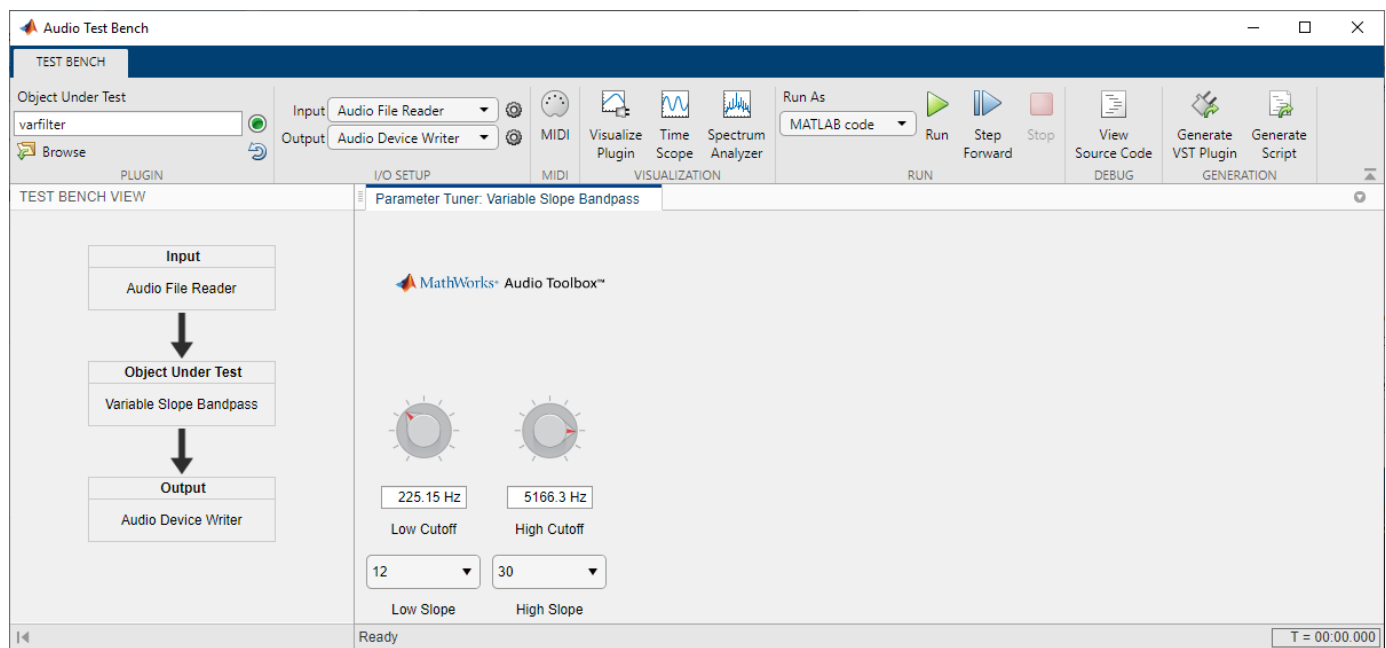 Audio Test Bench
TEST BENCH
Object Under Test
varfilter
Browse
PLUGIN
Input Audio File Reader
Output Audio Device Writer
I/O SETUP
MIDI
MIDI
Visualize Plugin
Time Scope
Spectrum Analyzer
VISUALIZATION
Run As
MATLAB code
Run
Step Forward
Stop
RUN
View Source Code
DEBUG
Generate VST Plugin
Generate Script
GENERATION
TEST BENCH VIEW
Input
Audio File Reader
Object Under Test
Variable Slope Bandpass
Output
Audio Device Writer
Parameter Tuner: Variable Slope Bandpass
MathWorks® Audio Toolbox™
225.15 Hz
5166.3 Hz
Low Cutoff
High Cutoff
12
30
Low Slope
High Slope
Ready
T = 00:00.000